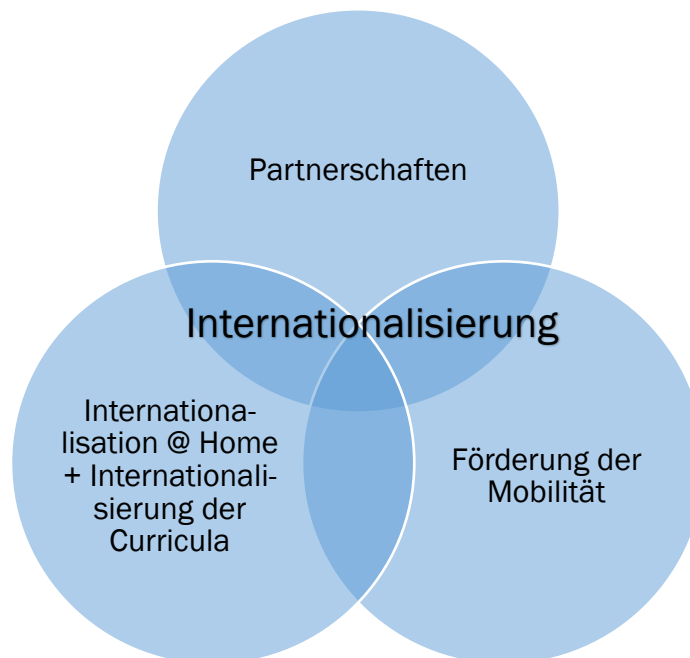 Partnerschaften
Internationalisierung
Internationa-
lisation @ Home
+ Internationali-
sierung der
Curricula
Förderung der
Mobilität